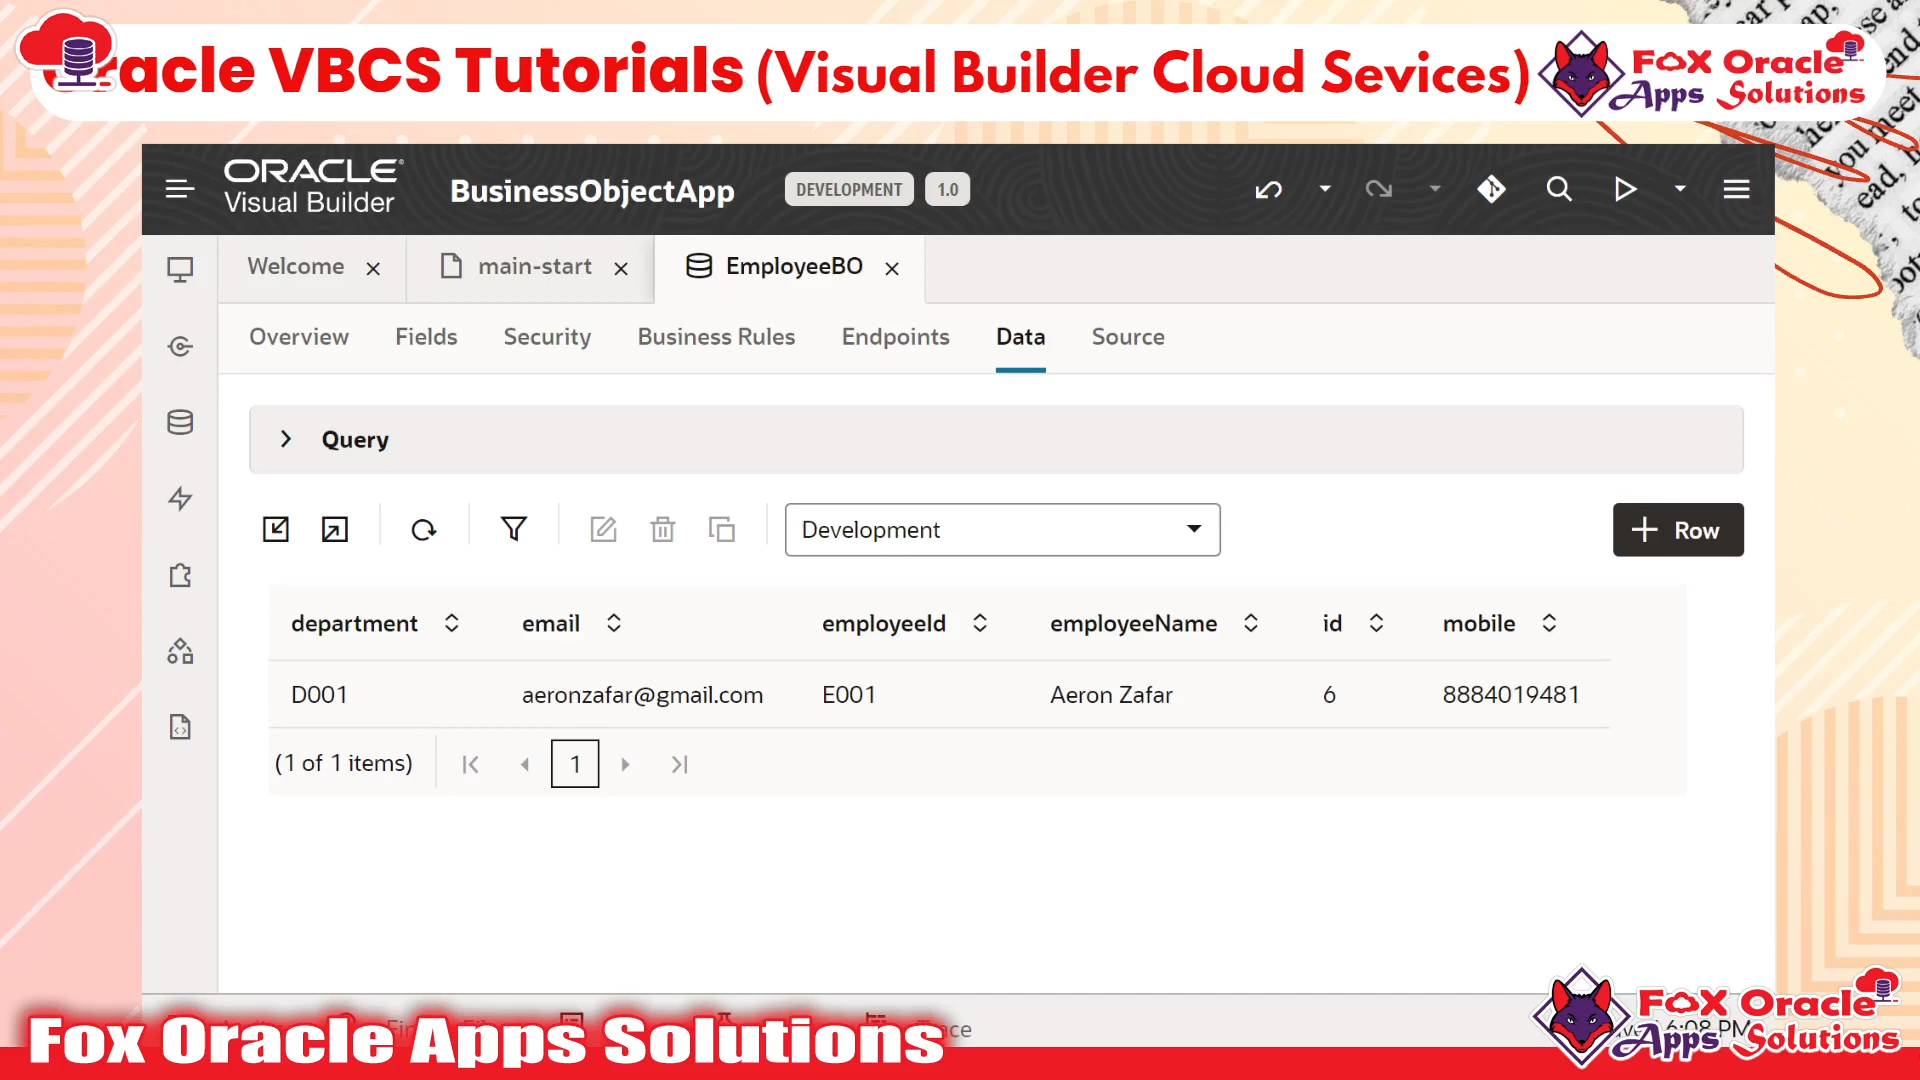 racle VBCS Tutorials (Visual Builder Cloud Sevices)
FOX Oracle
Apps Solutions
ORACLE
Visual Builder
BusinessObjectApp
DEVELOPMENT 1.0
Welcome
main-start
EmployeeBO
Overview Fields Security Business Rules Endpoints Data Source
Query
Development
Row
department email employeeId employeeName id mobile
D001 aeronzafar@gmail.com E001 Aeron Zafar 6 8884019481
(1 of 1 items) 1
Fox Oracle Apps Solutions
6:08 PM
FOX Oracle
Apps Solutions